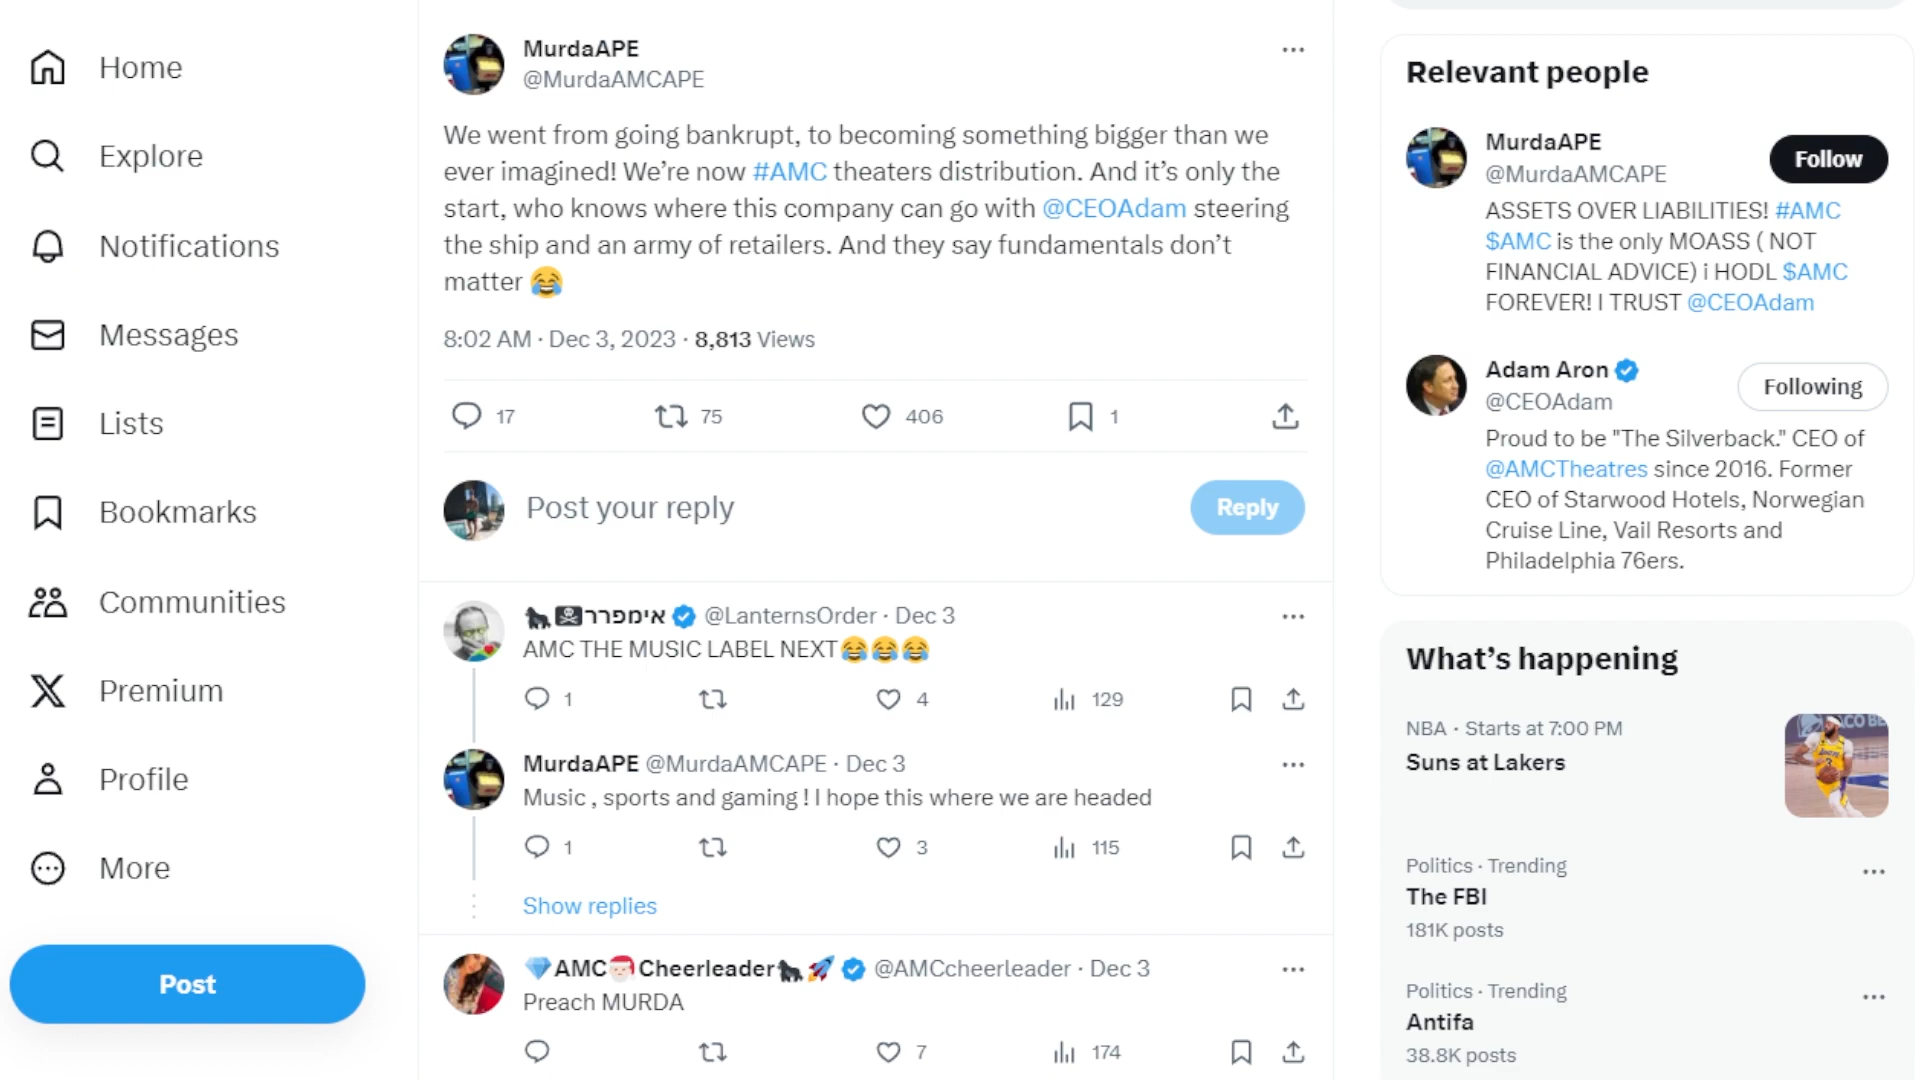 Home
Explore
Notifications
Messages
Lists
Bookmarks
Communities
Premium
Profile
More
Post
MurdaAPE
@MurdaAMCAPE
We went from going bankrupt, to becoming something bigger than we
ever imagined! We’re now #AMC theaters distribution. And it’s only the
start, who knows where this company can go with @CEOAdam steering
the ship and an army of retailers. And they say fundamentals don’t
matter 😂
8:02 AM · Dec 3, 2023 · 8,813 Views
17 75 406 1
Post your reply
Reply
🦍🏴‍☠️אימפררר @LanternsOrder · Dec 3
AMC THE MUSIC LABEL NEXT😂😂😂
1 4 129
MurdaAPE @MurdaAMCAPE · Dec 3
Music , sports and gaming ! I hope this where we are headed
1 3 115
Show replies
💎AMC🎅Cheerleader🦍🚀 @AMCcheerleader · Dec 3
Preach MURDA
7 174
Relevant people
MurdaAPE
@MurdaAMCAPE
Follow
ASSETS OVER LIABILITIES! #AMC
$AMC is the only MOASS ( NOT
FINANCIAL ADVICE) i HODL $AMC
FOREVER! I TRUST @CEOAdam
Adam Aron
@CEOAdam
Following
Proud to be "The Silverback." CEO of
@AMCTheatres since 2016. Former
CEO of Starwood Hotels, Norwegian
Cruise Line, Vail Resorts and
Philadelphia 76ers.
What’s happening
NBA · Starts at 7:00 PM
Suns at Lakers
Politics · Trending
The FBI
181K posts
Politics · Trending
Antifa
38.8K posts